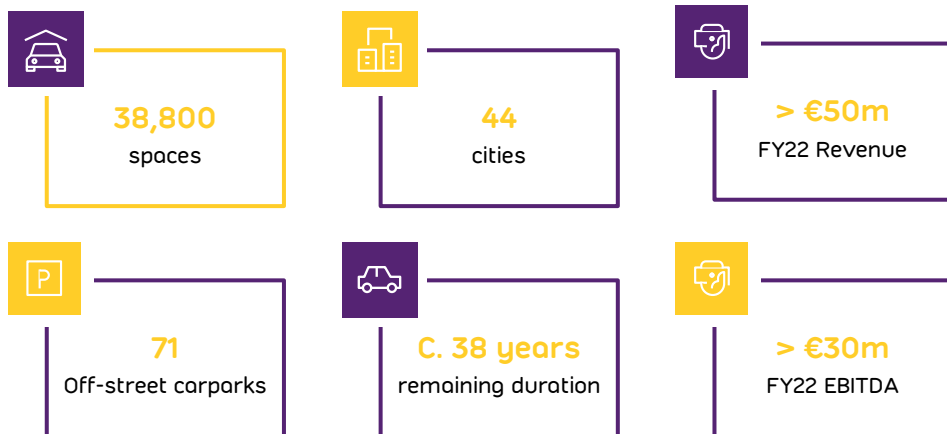 38,800
spaces
44
cities
> €50m
FY22 Revenue
P
71
Off-street carparks
C. 38 years
remaining duration
> €30m
FY22 EBITDA